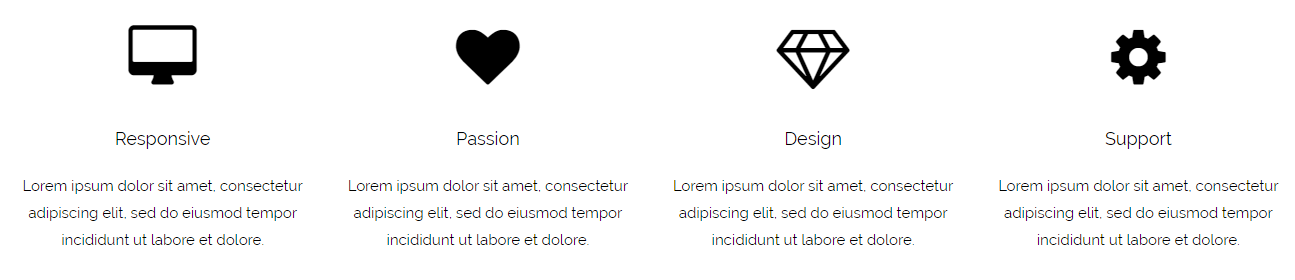 Responsive
Lorem ipsum dolor sit amet, consectetur
adipiscing elit, sed do eiusmod tempor
incididunt ut labore et dolore.
Passion
Lorem ipsum dolor sit amet, consectetur
adipiscing elit, sed do eiusmod tempor
incididunt ut labore et dolore.
Design
Lorem ipsum dolor sit amet, consectetur
adipiscing elit, sed do eiusmod tempor
incididunt ut labore et dolore.
Support
Lorem ipsum dolor sit amet, consectetur
adipiscing elit, sed do eiusmod tempor
incididunt ut labore et dolore.